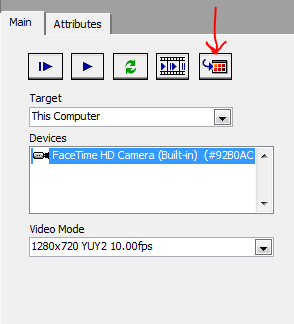 Main
Attributes
Target
This Computer
Devices
FaceTime HD Camera (Built-in) (#92B0AC
Video Mode
1280x720 YUY2 10.00fps